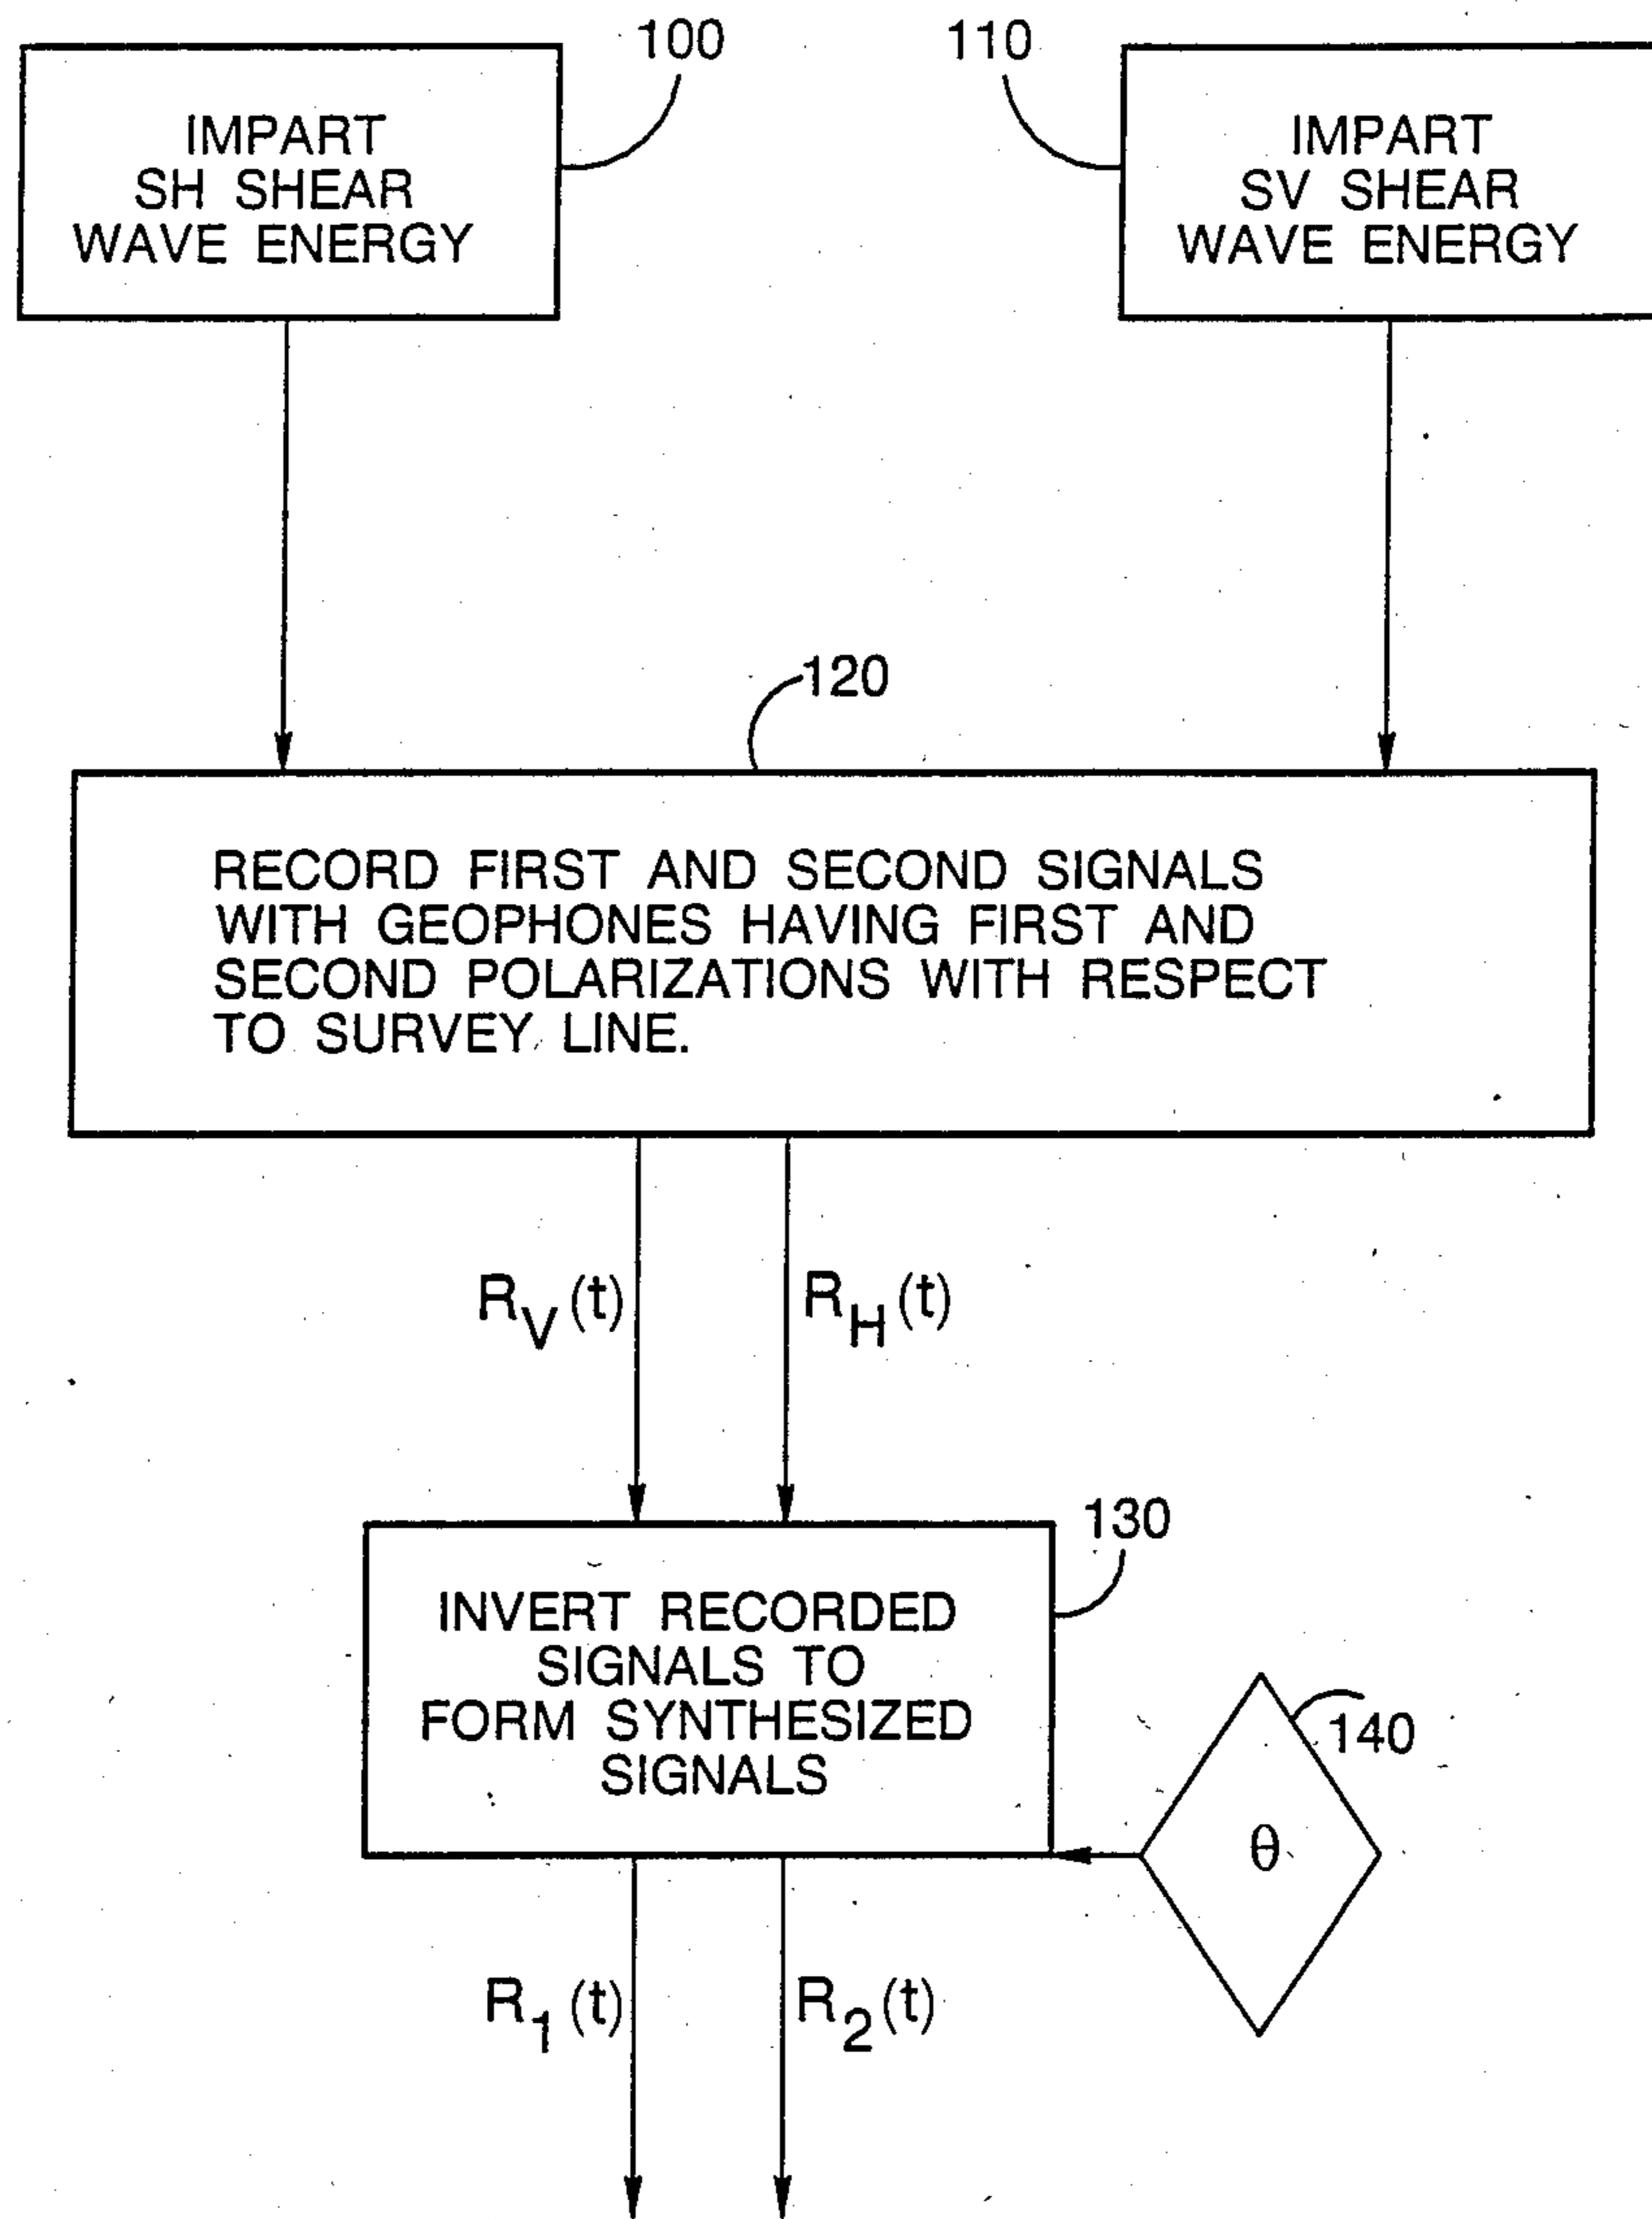 100
110
IMPART
SH SHEAR
WAVE ENERGY
IMPART
SV SHEAR
WAVE ENERGY
120
RECORD FIRST AND SECOND SIGNALS
WITH GEOPHONES HAVING FIRST AND
SECOND POLARIZATIONS WITH RESPECT
TO SURVEY LINE.
R_V(t)
R_H(t)
130
INVERT RECORDED
SIGNALS TO
FORM SYNTHESIZED
SIGNALS
140
θ
R_1(t)
R_2(t)